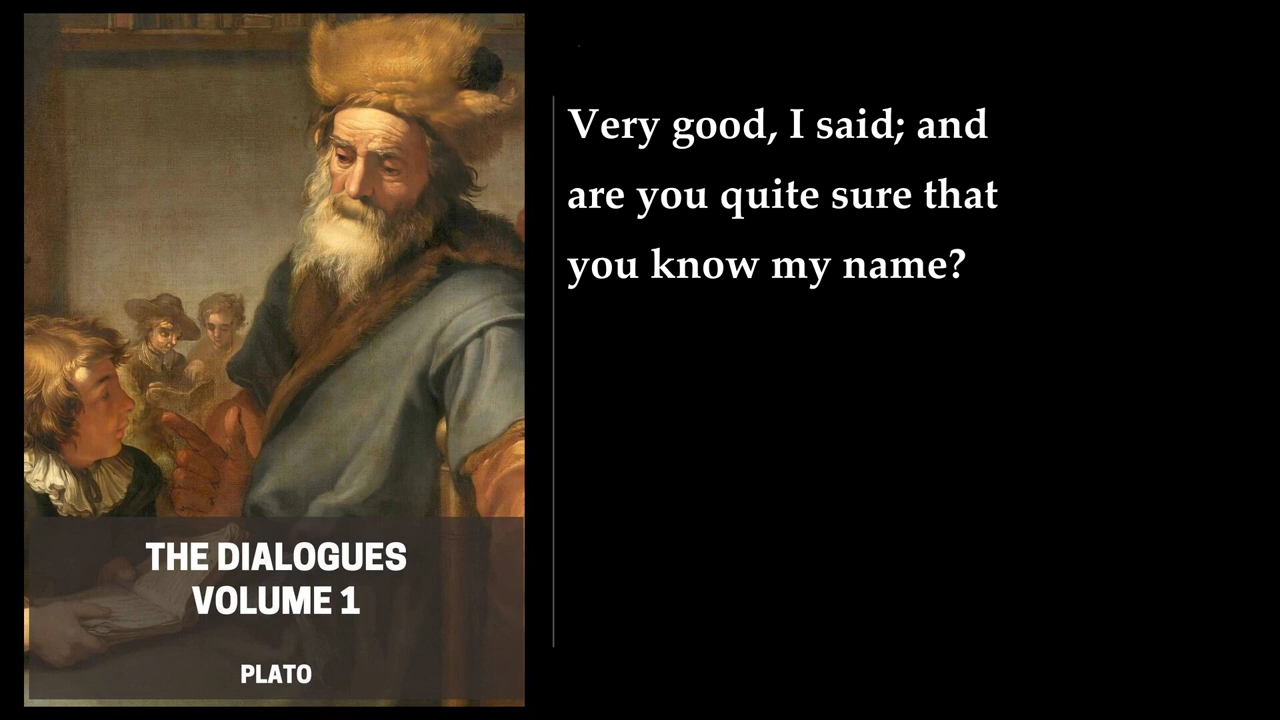 Very good, I said; and
are you quite sure that
you know my name?
THE DIALOGUES
VOLUME 1
PLATO